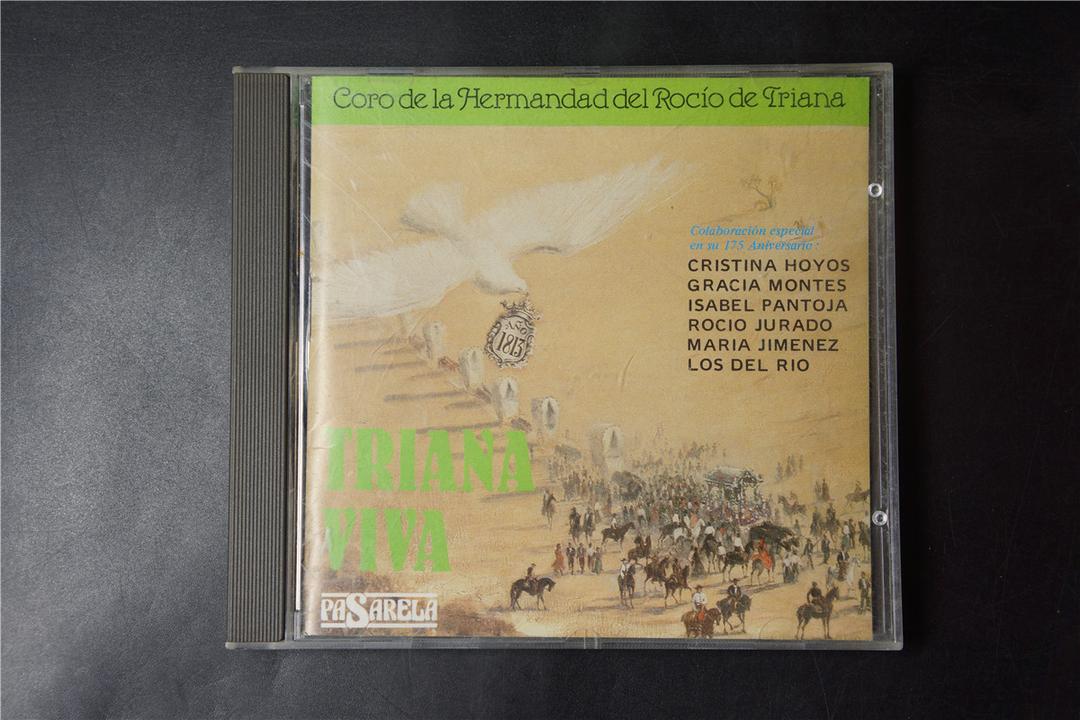 Coro de la Hermandad del Rocío de Triana
Colaboración especial
en su 175 Aniversario :
CRISTINA HOYOS
GRACIA MONTES
ISABEL PANTOJA
ROCIO JURADO
MARIA JIMENEZ
LOS DEL RIO
AÑO
1813
TRIANA
VIVA
PASARELA